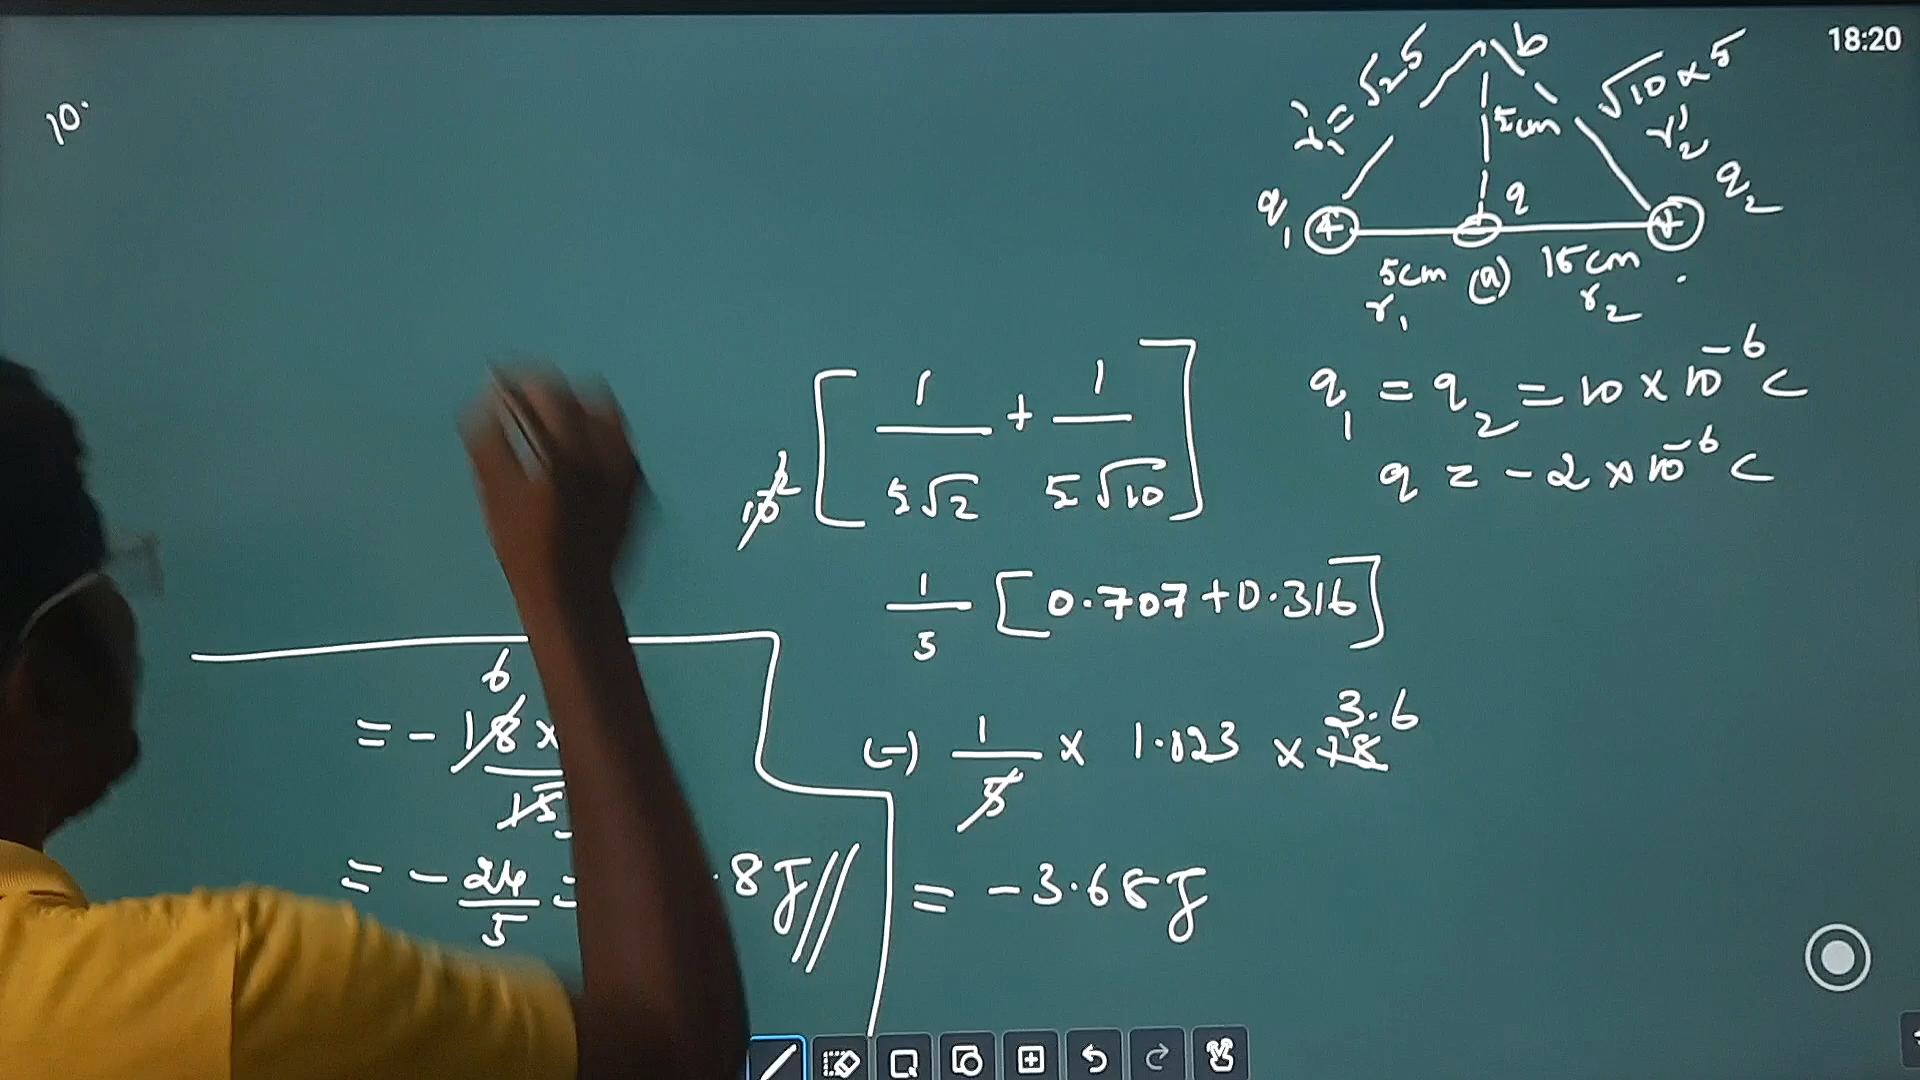 18:20
10.
b
r₁' = √2 5
√10 × 5
r₂'
5cm
q₁ + q + q₂
5cm (a) 15cm
r₁ r₂
q₁ = q₂ = 10 × 10⁻⁶ C
q = -2 × 10⁻⁶ C
[ 1/5√2 + 1/5√10 ]
1/5 [0.707+0.316]
(-) 1/5 × 1.023 × 18 3.6
= -3.68 J
6
= - 18 ×
15
= - 24/5 = .8 J//